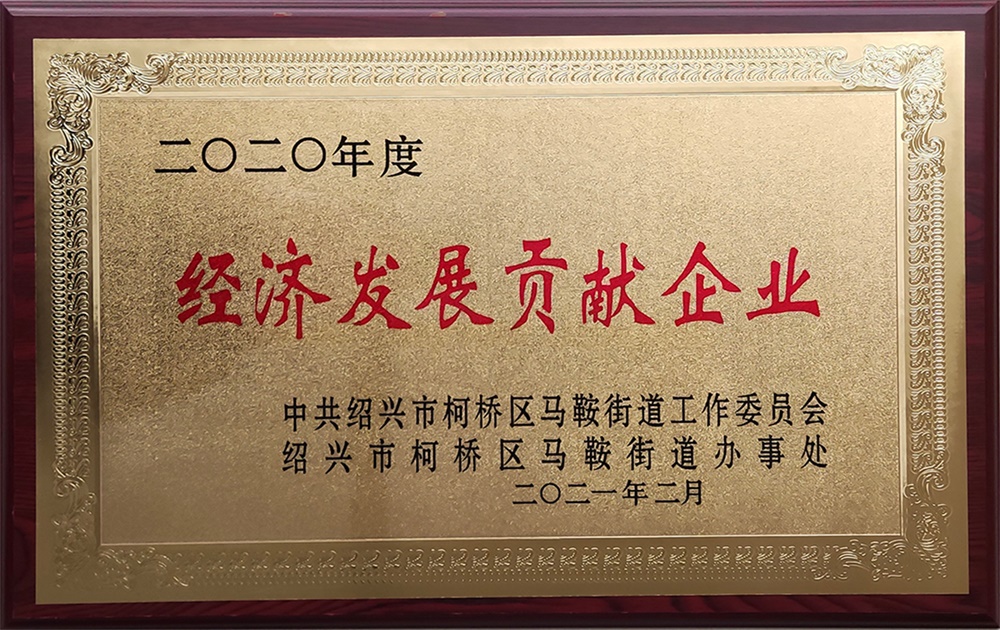 二〇二〇年度
经济发展贡献企业
中共绍兴市柯桥区马鞍街道工作委员会
绍兴市柯桥区马鞍街道办事处
二〇二一年二月